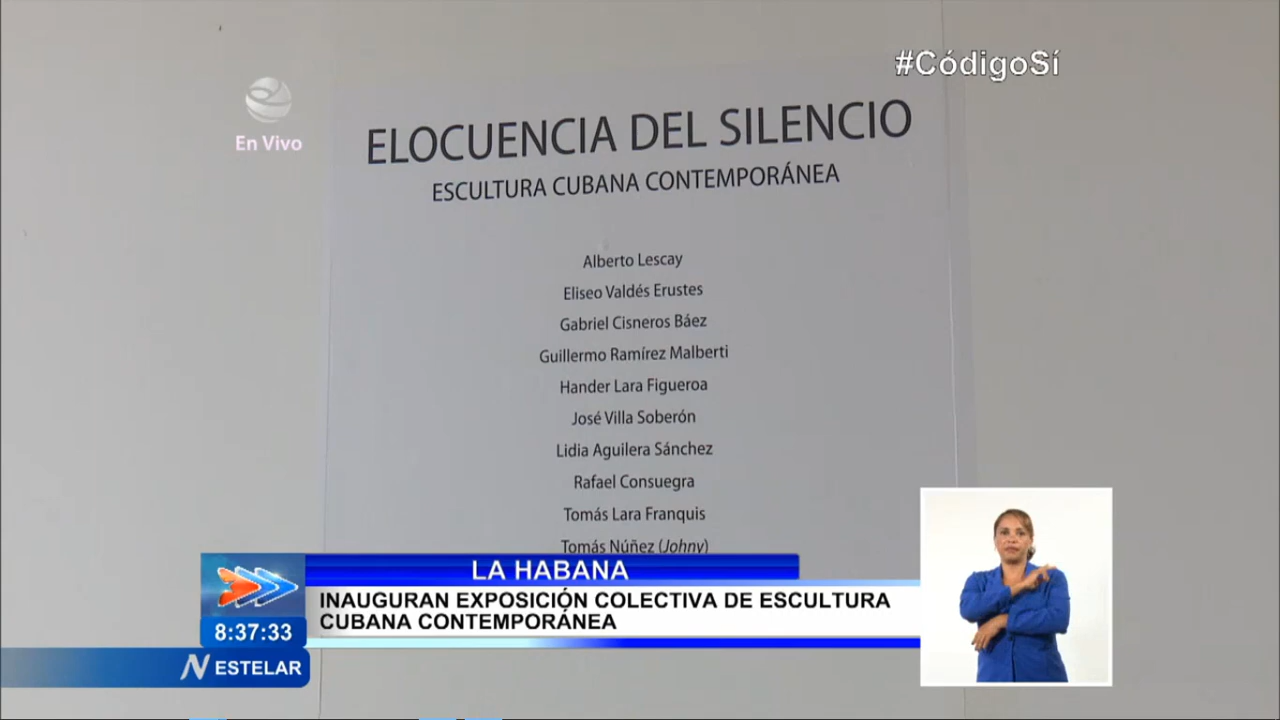 #CódigoSí
En Vivo
ELOCUENCIA DEL SILENCIO
ESCULTURA CUBANA CONTEMPORÁNEA
Alberto Lescay
Eliseo Valdés Erustes
Gabriel Cisneros Báez
Guillermo Ramírez Malberti
Hander Lara Figueroa
José Villa Soberón
Lidia Aguilera Sánchez
Rafael Consuegra
Tomás Lara Franquis
Tomás Núñez (Johny)
LA HABANA
INAUGURAN EXPOSICIÓN COLECTIVA DE ESCULTURA
CUBANA CONTEMPORÁNEA
8:37:33
N ESTELAR